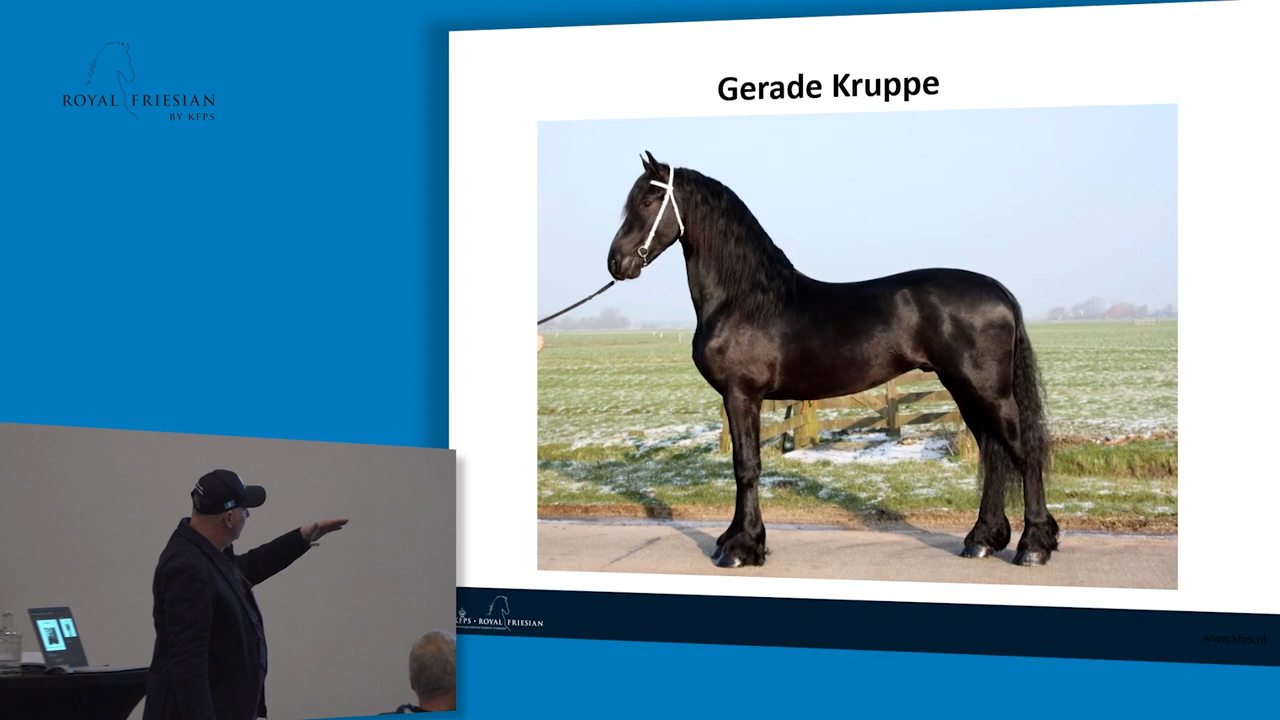 ROYAL FRIESIAN
BY KFPS
Gerade Kruppe
KFPS • ROYAL FRIESIAN
www.kfps.nl